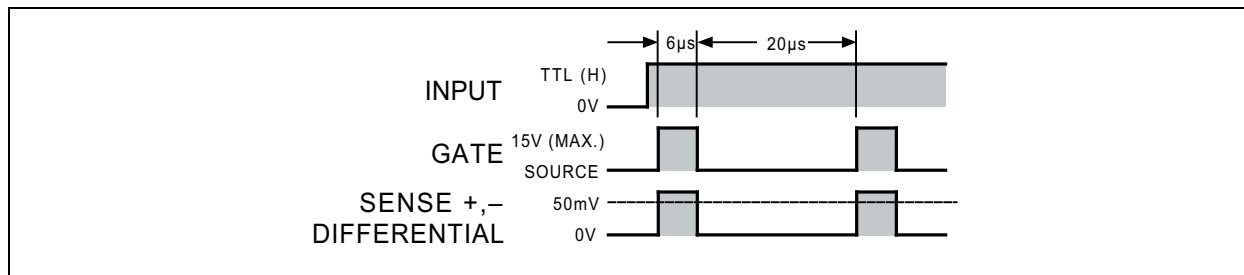 6µs 20µs
INPUT TTL (H)
0V
GATE 15V (MAX.)
SOURCE
SENSE +,– 50mV
DIFFERENTIAL 0V